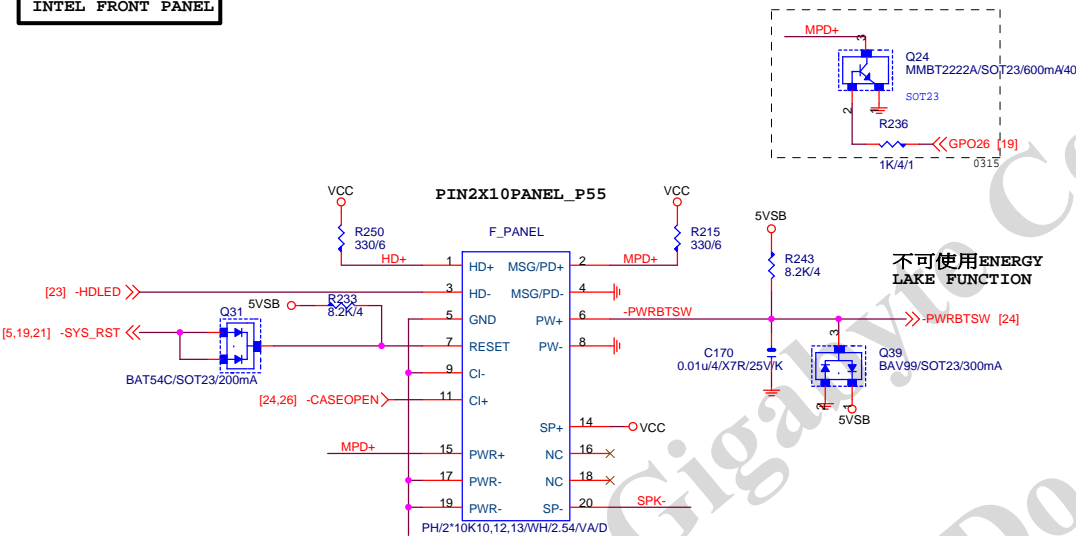 INTEL FRONT PANEL
MPD+
3
Q24
MMBT2222A/SOT23/600mA/40
SOT23
2
1
R236
GPO26 [19]
1K/4/1
0315
PIN2X10PANEL_P55
VCC
VCC
5VSB
R250
330/6
F_PANEL
R215
330/6
R243
8.2K/4
不可使用ENERGY
LAKE FUNCTION
HD+
1
HD+
MSG/PD+
2
MPD+
[23] -HDLED
3
HD-
MSG/PD-
4
5VSB
R233
8.2K/4
Q31
5
GND
PW+
6
-PWRBTSW
-PWRBTSW [24]
[5,19,21] -SYS_RST
7
RESET
PW-
8
3
BAT54C/SOT23/200mA
9
CI-
C170
0.01u/4/X7R/25V/K
Q39
BAV99/SOT23/300mA
[24,26] -CASEOPEN
11
CI+
2
1
5VSB
SP+
14
VCC
MPD+
15
PWR+
NC
16
17
PWR-
NC
18
19
PWR-
SP-
20
SPK-
PH/2*10K10,12,13/WH/2.54/VA/D
Gigabyte Co
Do